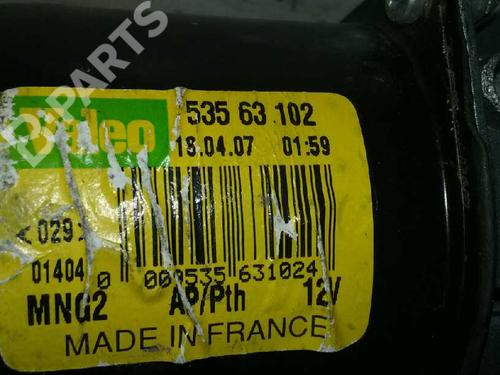 B-PARTS
Valeo
535 63 102
18.04.07 01:59
<029>
01404
0 000535 631024
MNG2 AP/Pth 12V
MADE IN FRANCE